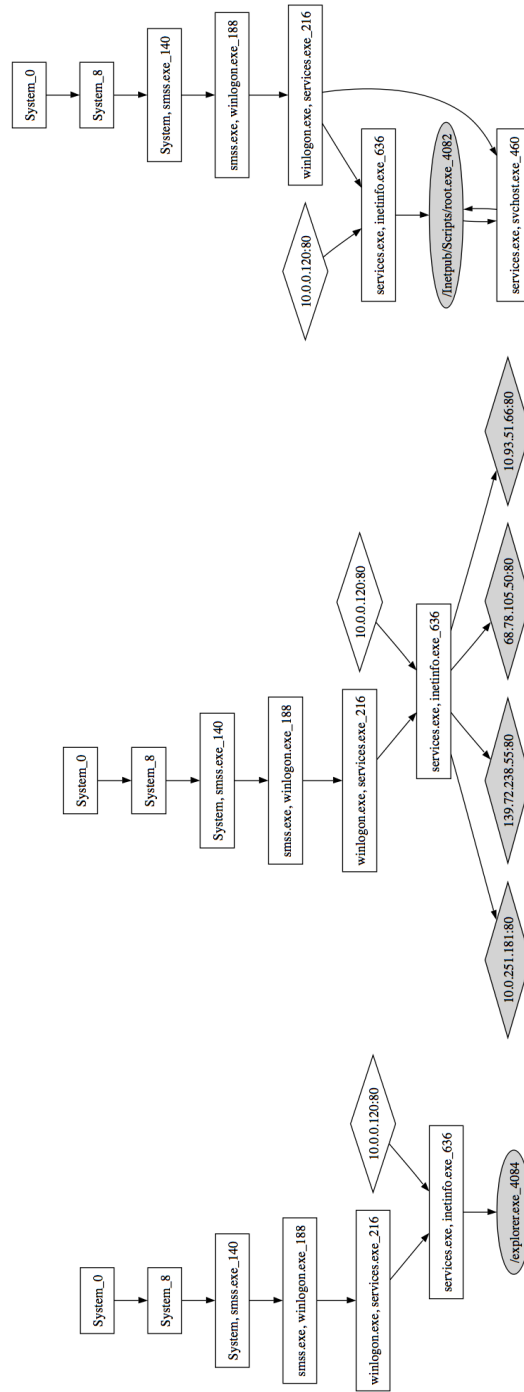 System_0
System_8
System, smss.exe_140
smss.exe, winlogon.exe_188
winlogon.exe, services.exe_216
10.0.0.120:80
services.exe, inetinfo.exe_636
/explorer.exe_4084
System_0
System_8
System, smss.exe_140
smss.exe, winlogon.exe_188
winlogon.exe, services.exe_216
10.0.0.120:80
services.exe, inetinfo.exe_636
10.0.251.181:80
139.72.238.55:80
68.78.105.50:80
10.93.51.66:80
System_0
System_8
System, smss.exe_140
smss.exe, winlogon.exe_188
winlogon.exe, services.exe_216
10.0.0.120:80
services.exe, inetinfo.exe_636
/Inetpub/Scripts/root.exe_4082
services.exe, svchost.exe_460